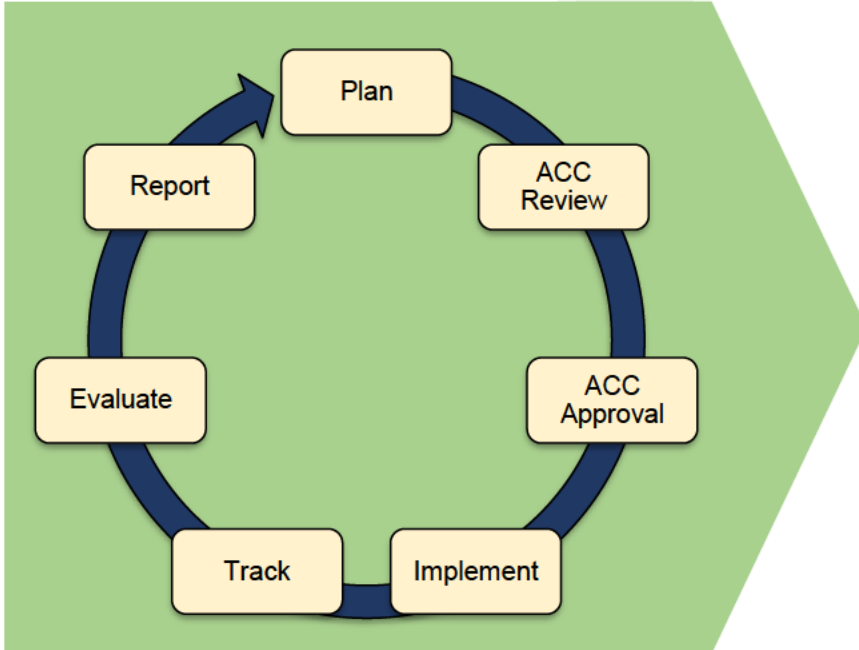 Plan
ACC
Review
ACC
Approval
Implement
Track
Evaluate
Report